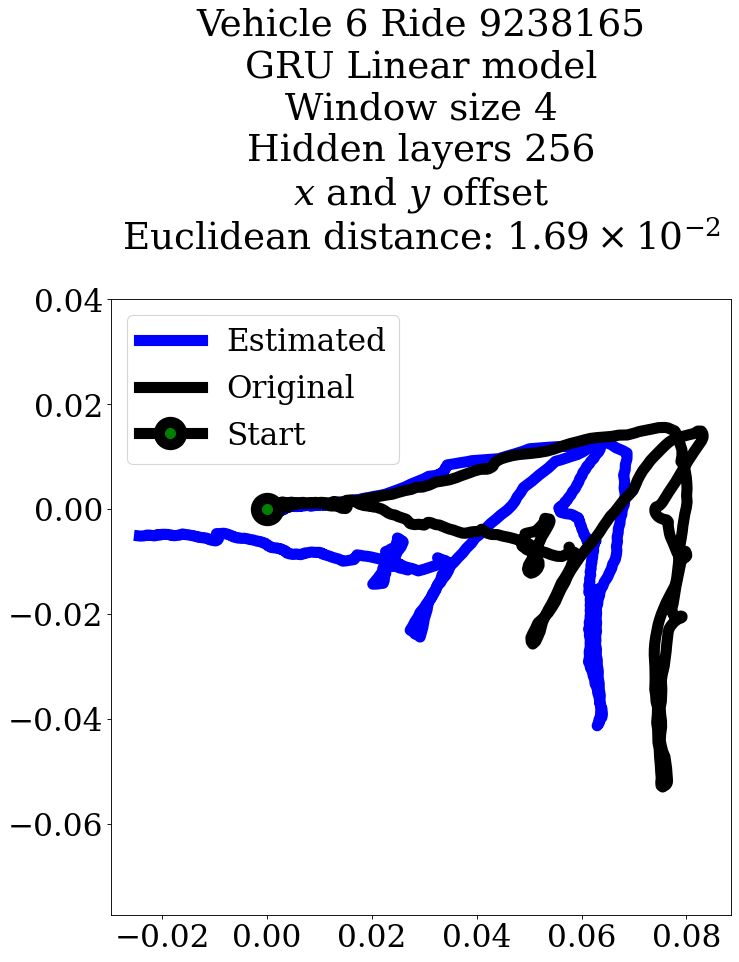 Vehicle 6 Ride 9238165
GRU Linear model
Window size 4
Hidden layers 256
x and y offset
Euclidean distance: 1.69 × 10⁻²
0.04
0.02
0.00
−0.02
−0.04
−0.06
Estimated
Original
Start
−0.02 0.00 0.02 0.04 0.06 0.08